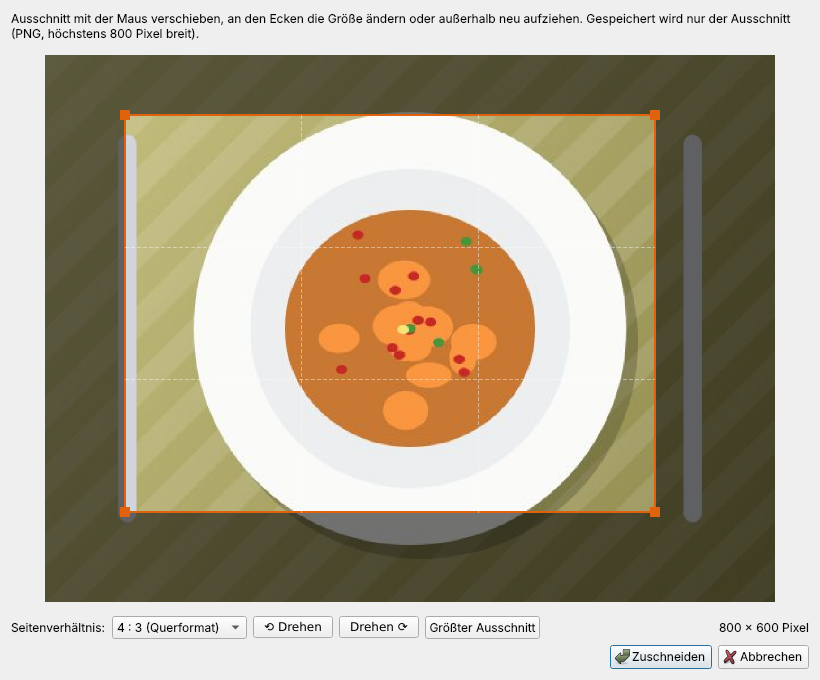 Ausschnitt mit der Maus verschieben, an den Ecken die Größe ändern oder außerhalb neu aufziehen. Gespeichert wird nur der Ausschnitt
(PNG, höchstens 800 Pixel breit).
Seitenverhältnis: 4 : 3 (Querformat) ⟲ Drehen Drehen ⟳ Größter Ausschnitt 800 × 600 Pixel
Zuschneiden Abbrechen